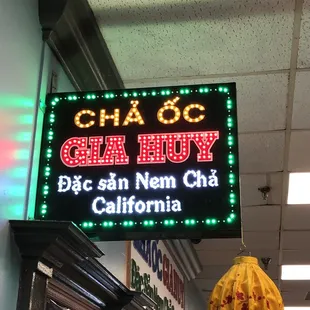 CHẢ ỐC
GIA HUY
Đặc sản Nem Chả
California